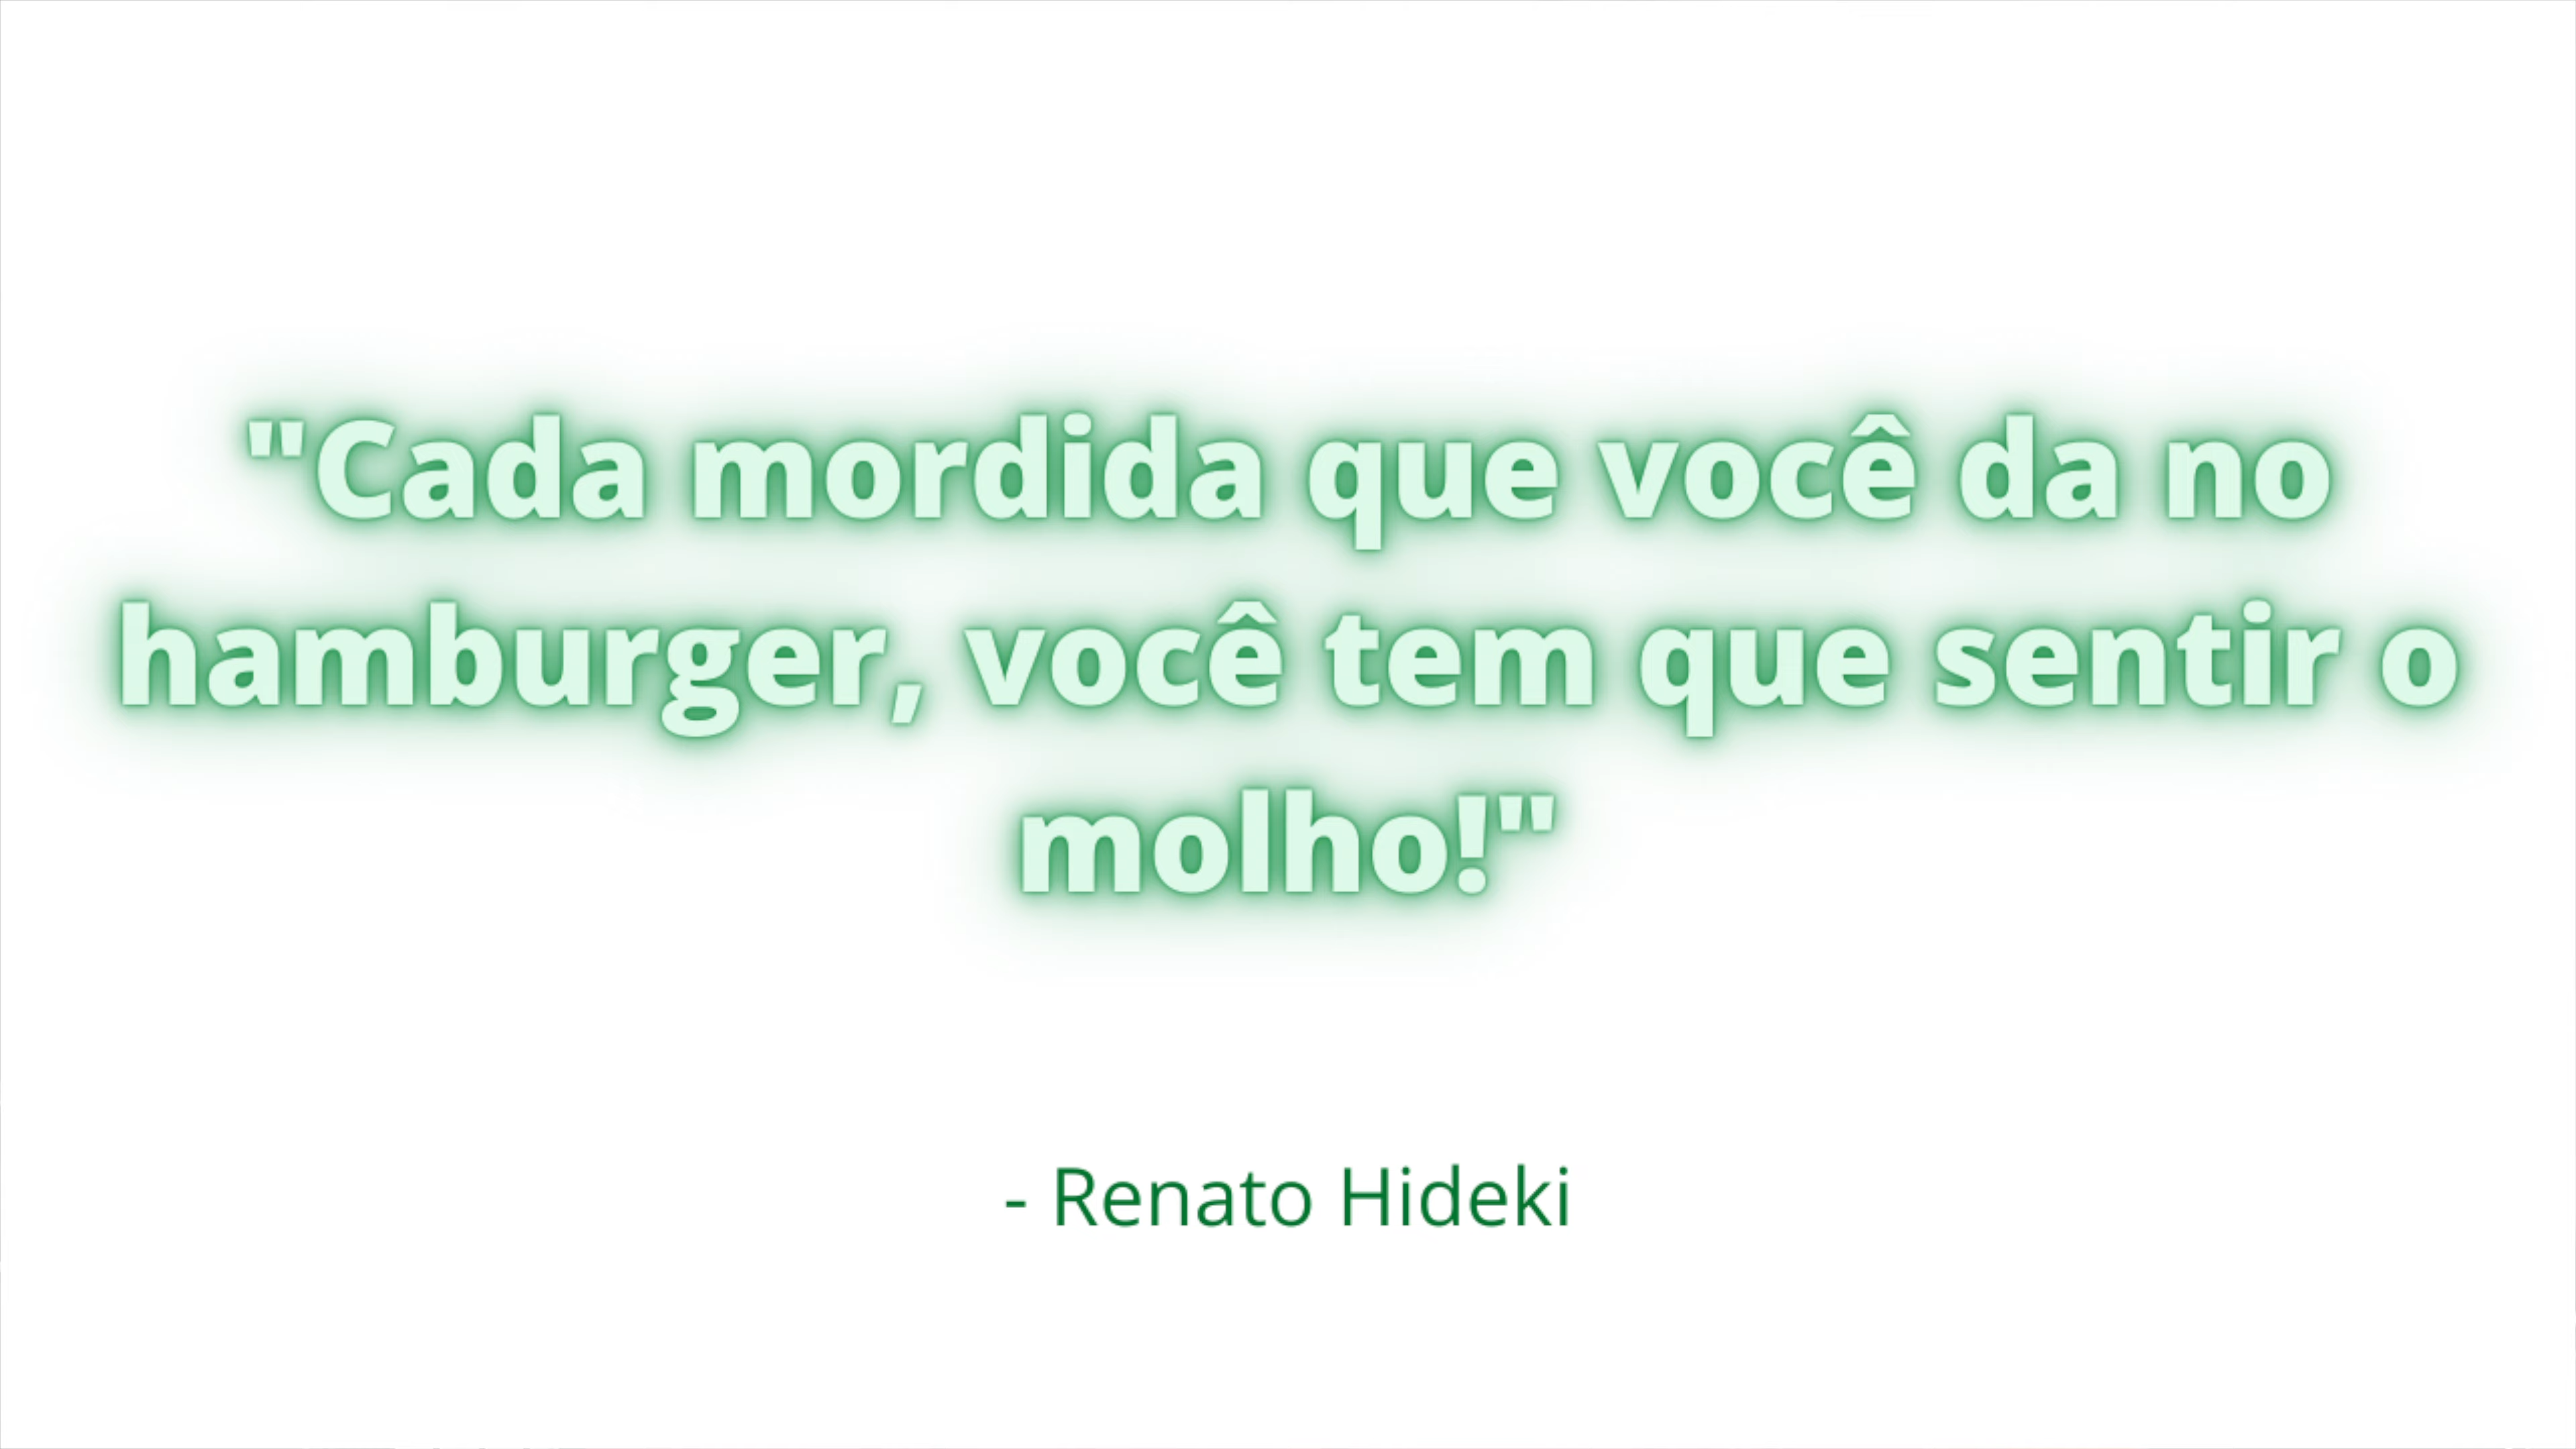 "Cada mordida que você da no
hamburger, você tem que sentir o
molho!"
- Renato Hideki